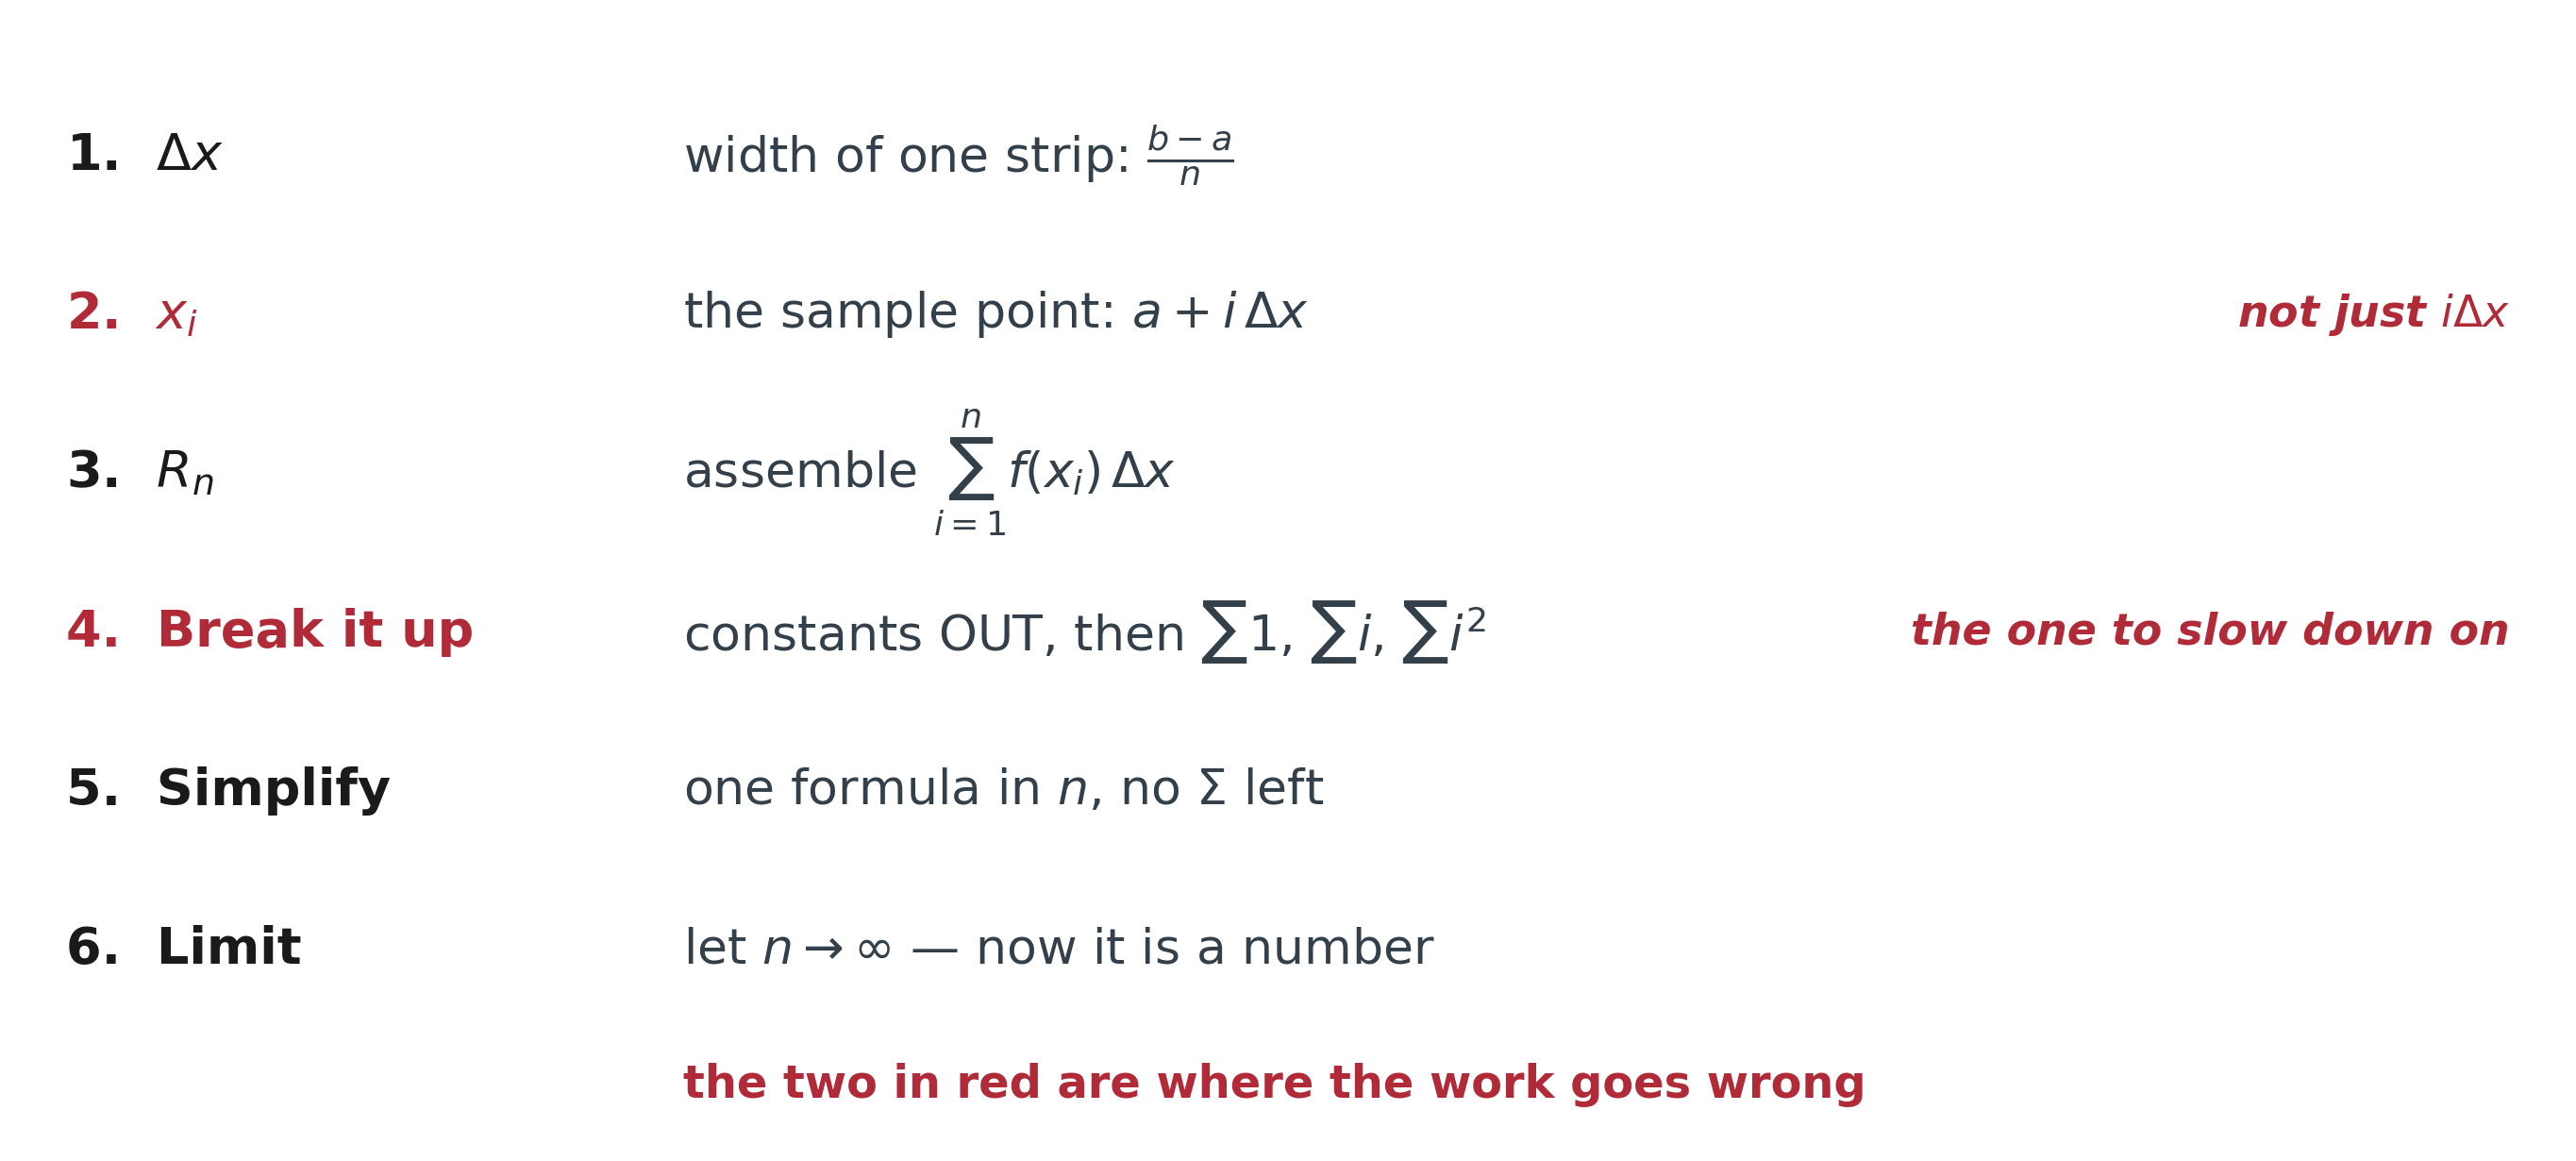 1. Δx width of one strip: \frac{b-a}{n}
2. x_i the sample point: a + i Δx not just iΔx
3. R_n assemble \sum_{i=1}^{n} f(x_i) Δx
4. Break it up constants OUT, then ∑1, ∑i, ∑i² the one to slow down on
5. Simplify one formula in n, no Σ left
6. Limit let n→∞ — now it is a number
the two in red are where the work goes wrong